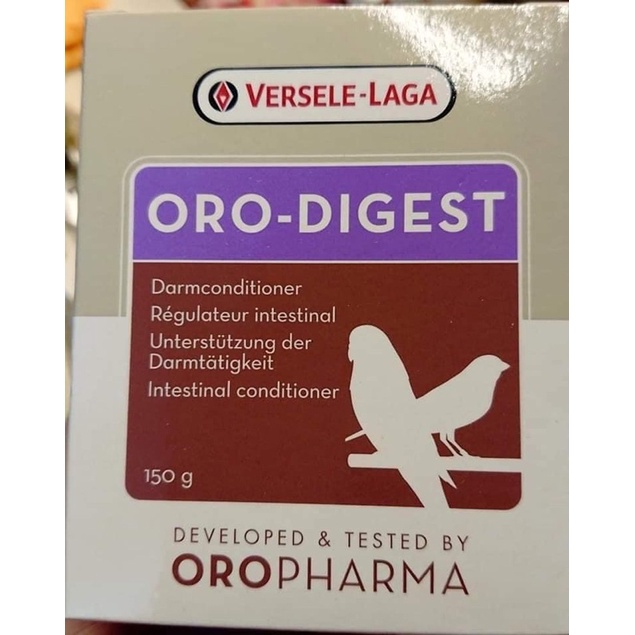 VERSELE-LAGA
ORO-DIGEST
Darmconditioner
Régulateur intestinal
Unterstützung der
Darmtätigkeit
Intestinal conditioner
150 g
DEVELOPED & TESTED BY
OROPHARMA